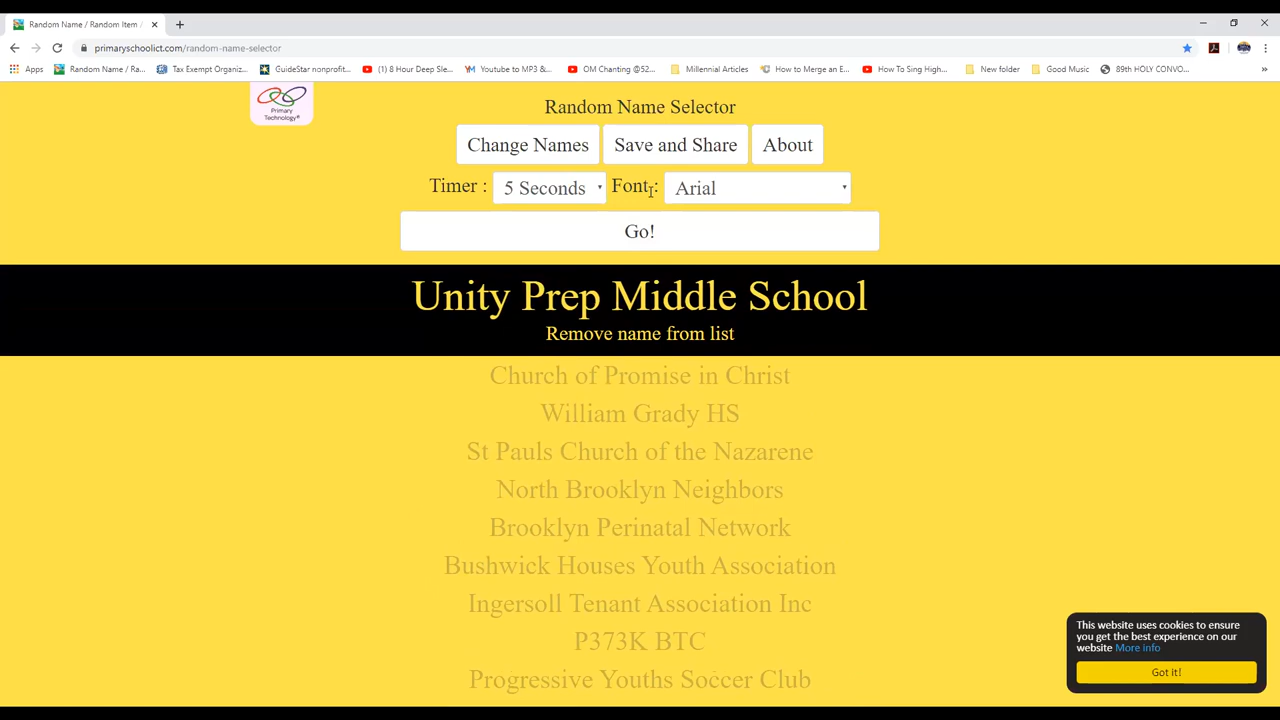 Random Name / Random Item /
primaryschoolict.com/random-name-selector
Apps Random Name / Ra... Tax Exempt Organiz... GuideStar nonprofit... (1) 8 Hour Deep Sle... Youtube to MP3 &... OM Chanting @52... Millennial Articles How to Merge an E... How To Sing High... New folder Good Music 89th HOLY CONVO... »
Primary
Technology®
Random Name Selector
Change Names Save and Share About
Timer : 5 Seconds Font : Arial
Go!
Unity Prep Middle School
Remove name from list
Church of Promise in Christ
William Grady HS
St Pauls Church of the Nazarene
North Brooklyn Neighbors
Brooklyn Perinatal Network
Bushwick Houses Youth Association
Ingersoll Tenant Association Inc
P373K BTC
Progressive Youths Soccer Club
This website uses cookies to ensure
you get the best experience on our
website More info
Got it!